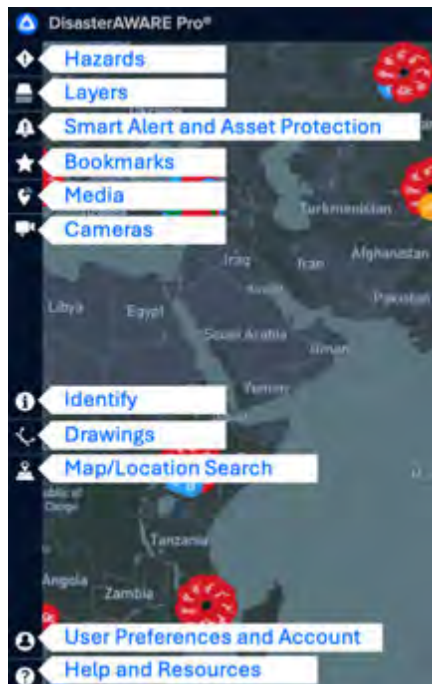 DisasterAWARE Pro®
Hazards
Layers
Smart Alert and Asset Protection
Bookmarks
Turkmenistan
Media
Cameras
Afghanistan
Iraq
Iran
Pakistan
Libya
Egypt
Saudi Arabia
Oman
Yemen
Identify
Drawings
Map/Location Search
Tanzania
Angola
Zambia
User Preferences and Account
Help and Resources